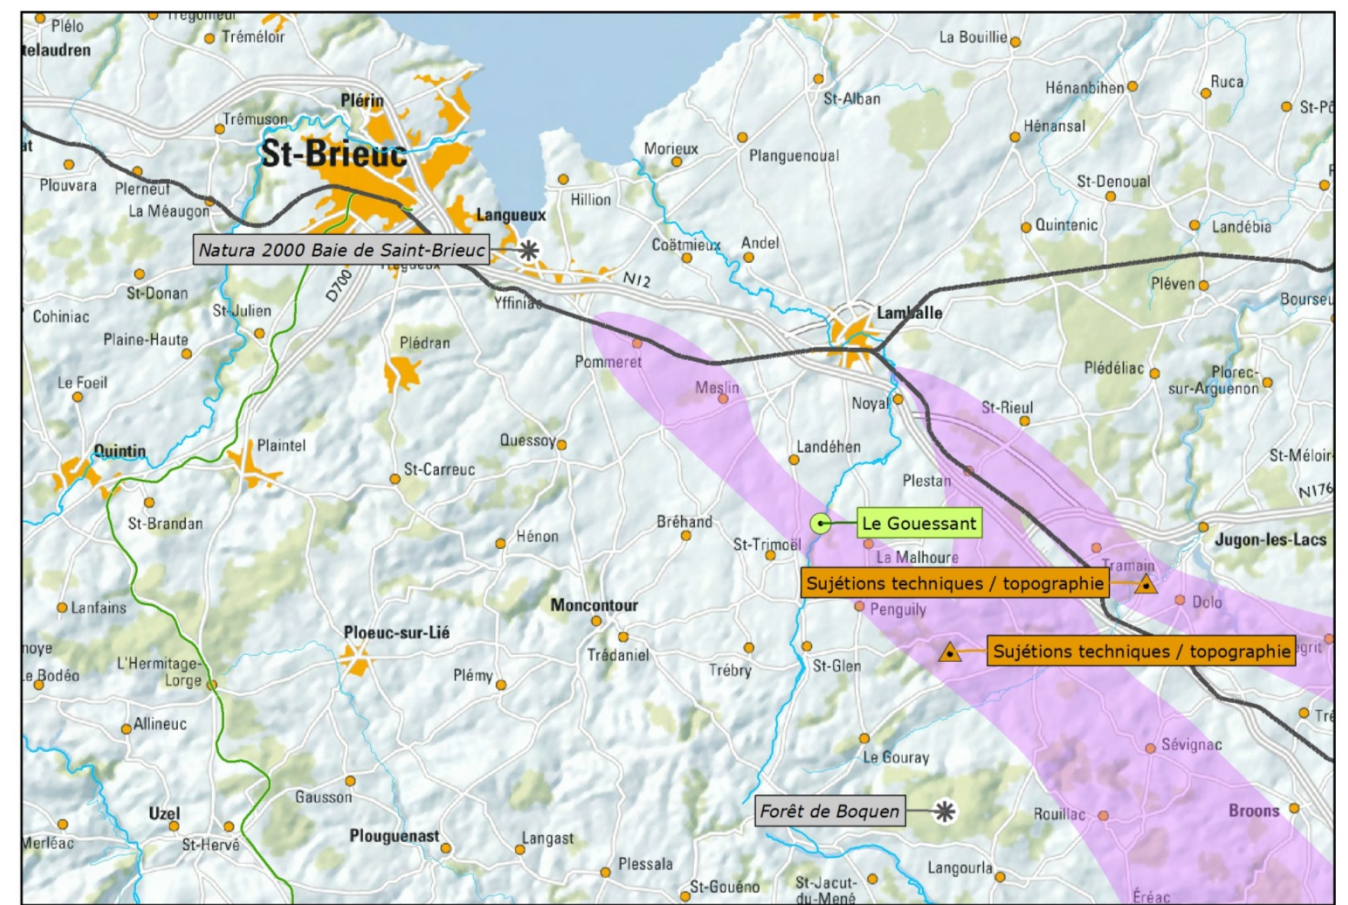 Plélo
Trégomeur
Tréméloir
La Bouillie
telaudren
Hénanbihen
Ruca
St-Alban
Plérin
Trémuson
Hénansal
St-Brieuc
Morieux
Planguenoual
Plouvara
Plerneuf
St-Denoual
La Méaugon
Hillion
Langueux
Quintenic
Landébia
Natura 2000 Baie de Saint-Brieuc
Coëtmieux
Andel
D700
N12
St-Donan
Yffiniac
Pléven
Bourseu
Cohiniac
St-Julien
Lamballe
Plaine-Haute
Plédran
Pommeret
Plédéliac
Plorec-
sur-Arguenon
Le Foeil
Meslin
Noyal
St-Rieul
Quintin
Plaintel
Quessoy
Landéhen
St-Carreuc
St-Méloir
Plestan
N176
St-Brandan
Bréhand
Le Gouessant
Hénon
St-Trimoël
La Malhoure
Jugon-les-Lacs
Tramain
Sujétions techniques / topographie
Lanfains
Moncontour
Penguily
Dolo
Ploeuc-sur-Lié
Sujétions techniques / topographie
noye
L'Hermitage-
Lorge
Trédaniel
Trébry
St-Glen
égrit
Le Bodéo
Plémy
Allineuc
Tré
Sévignac
Le Gouray
Gausson
Forêt de Boquen
Uzel
Rouillac
Broons
Merléac
St-Hervé
Plouguenast
Langast
Plessala
Langourla
St-Gouéno
St-Jacut-
du-Mené
Éréac